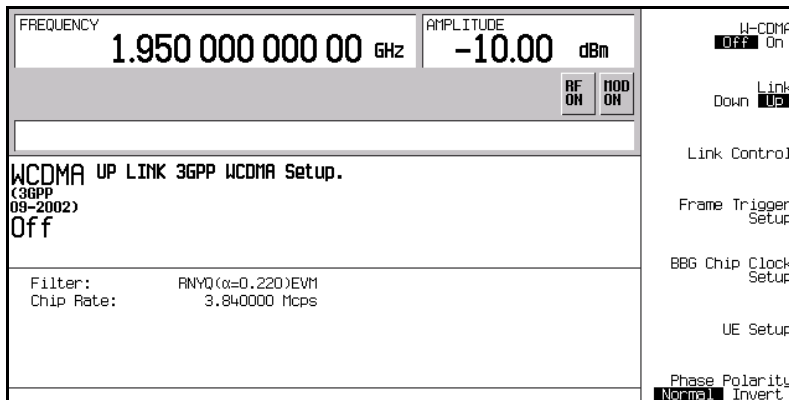 FREQUENCY
1.950 000 000 00 GHz
AMPLITUDE
-10.00 dBm
RF ON
MOD ON
WCDMA UP LINK 3GPP WCDMA Setup.
(3GPP
09-2002)
Off
Filter: RNYQ(α=0.220)EVM
Chip Rate: 3.840000 Mcps
W-CDMA
Off On
Link
Down Up
Link Control
Frame Trigger
Setup
BBG Chip Clock
Setup
UE Setup
Phase Polarity
Normal Invert